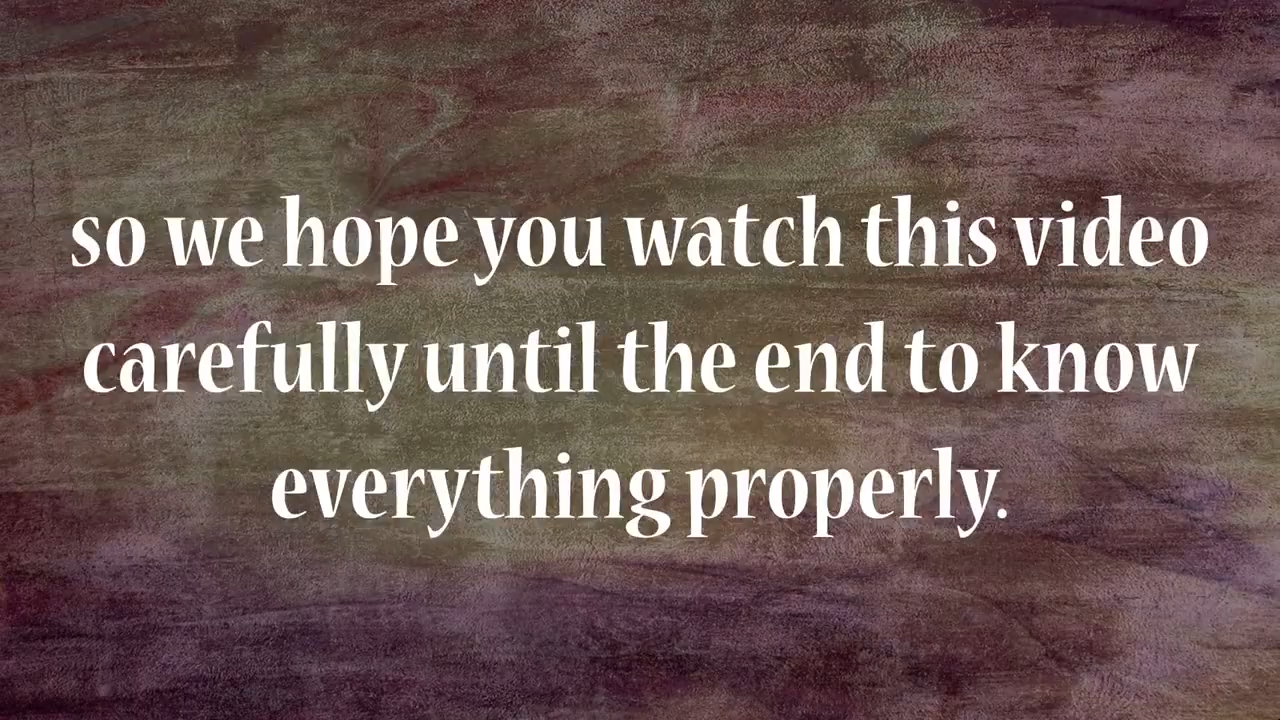 so we hope you watch this video
carefully until the end to know
everything properly.